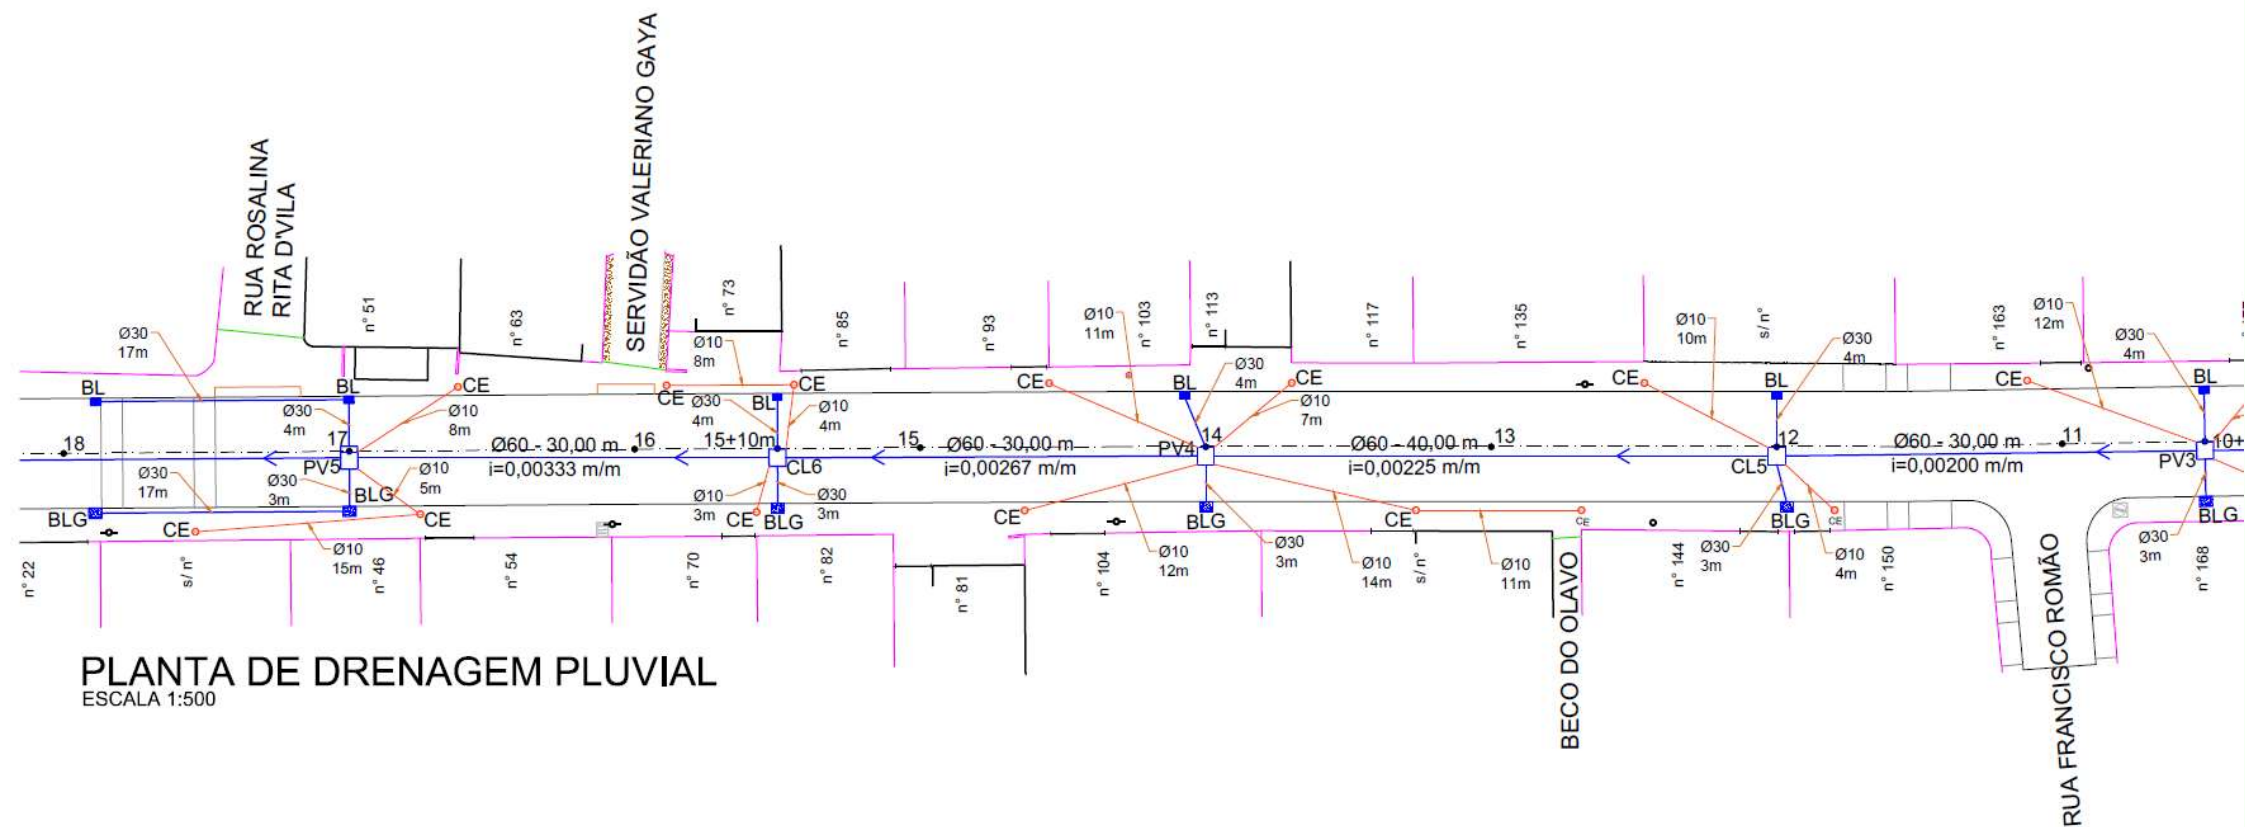 SERVIDÃO VALERIANO GAYA
RUA ROSALINA
RITA D'VILA
n° 51
n° 63
n° 73
n° 85
n° 93
n° 103
n° 113
n° 117
n° 135
s/ n°
n° 163
Ø30
17m
Ø10
8m
Ø10
11m
Ø30
4m
Ø10
10m
Ø30
4m
Ø10
12m
Ø30
4m
BL
BL
CE
CE
CE
BL
CE
BL
CE
CE
BL
CE
BL
Ø30
4m
Ø10
8m
Ø30
4m
Ø10
4m
Ø10
7m
18
17
16
15+10m
15
14
13
12
11
10+
Ø60 - 30,00 m
i=0,00333 m/m
Ø60 - 30,00 m
i=0,00267 m/m
Ø60 - 40,00 m
i=0,00225 m/m
Ø60 - 30,00 m
i=0,00200 m/m
PV5
CL6
PV4
CL5
PV3
Ø30
17m
Ø30
3m
BLG
Ø10
5m
Ø10
3m
Ø30
3m
BLG
CE
CE
CE
BLG
CE
BLG
CE
CE
BLG
CE
BLG
Ø10
15m
Ø10
12m
Ø30
3m
Ø10
14m
Ø10
11m
Ø30
3m
Ø10
4m
Ø30
3m
n° 22
s/ n°
n° 46
n° 54
n° 70
n° 82
n° 81
n° 104
s/ n°
BECO DO OLAVO
n° 144
n° 150
RUA FRANCISCO ROMÃO
n° 168
PLANTA DE DRENAGEM PLUVIAL
ESCALA 1:500